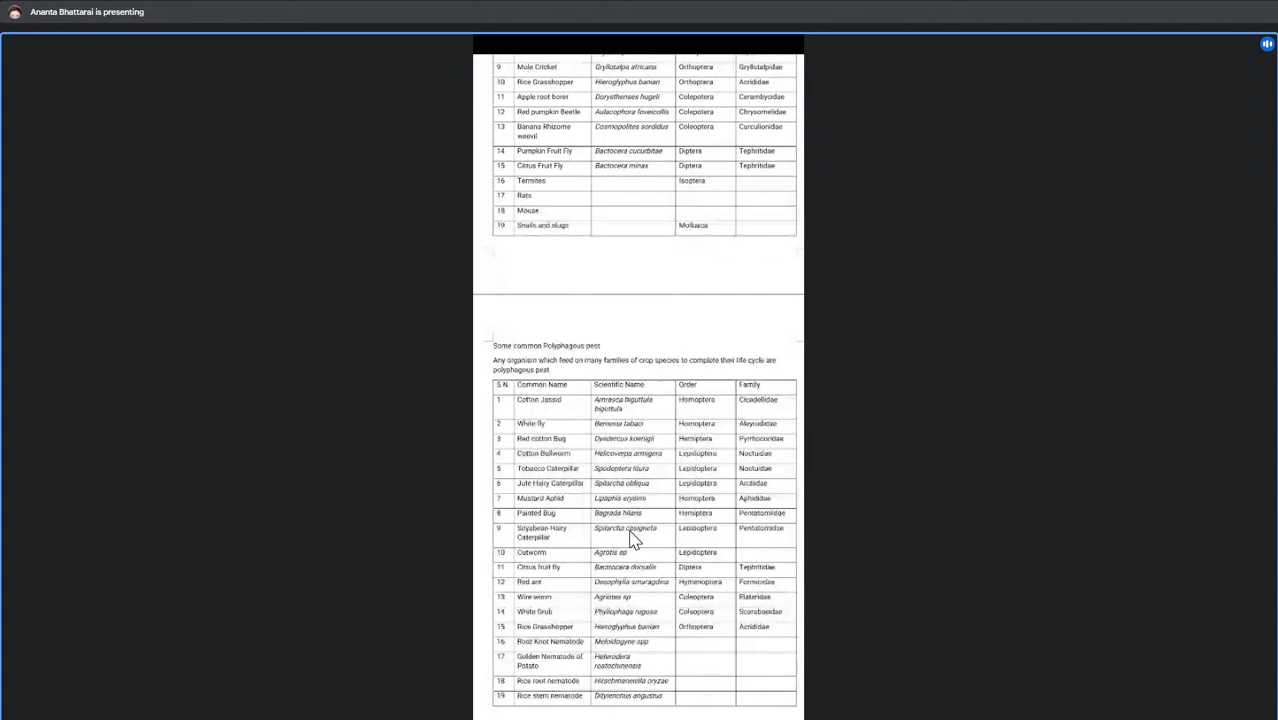 Ananta Bhattarai is presenting
9 Mole Cricket Gryllotalpa africana Orthoptera Gryllotalpidae
10 Rice Grasshopper Hieroglyphus banian Orthoptera Acrididae
11 Apple root borer Dorysthenaes hugeli Colepotera Cerambycidae
12 Red pumpkin Beetle Aulacophora foveicollis Colepotera Chrysomelidae
13 Banana Rhizome Cosmopolites sordidus Coleoptera Curculionidae
weevil
14 Pumpkin Fruit Fly Bactocera cucurbitae Diptera Tephritidae
15 Citrus Fruit Fly Bactocera minax Diptera Tephritidae
16 Termites Isoptera
17 Rats
18 Mouse
19 Snails and slugs Mollusca
Some common Polyphagous pest
Any organism which feed on many families of crop species to complete their life cycle are
polyphagous pest
S.N. Common Name Scientific Name Order Family
1 Cotton Jassid Amrasca biguttula Homoptera Cicadellidae
biguttula
2 White fly Bememia tabaci Homoptera Aleyrodidae
3 Red cotton Bug Dysdercus koenigii Hemiptera Pyrrhocoridae
4 Cotton Bollworm Helicoverpa armigera Lepidoptera Noctuidae
5 Tobacco Caterpillar Spodoptera litura Lepidoptera Noctuidae
6 Jute Hairy Caterpillar Spilarctia obliqua Lepidoptera Arctiidae
7 Mustard Aphid Lipaphis erysimi Homoptera Aphididae
8 Painted Bug Bagrada hilaris Hemiptera Pentatomiidae
9 Soyabean Hairy Spilarctia casigneta Lepidoptera
Caterpillar
10 Cutworm Agrotis sp Lepidoptera
11 Citrus fruit fly Bactrocera dorsalis Diptera Tephritidae
12 Red ant Oecophylla smaragdina Hymenoptera Formicidae
13 Wire worm Agriotes sp Coleoptera Elateridae
14 White Grub Phyllophaga rugosa Coleoptera Scarabaeidae
15 Rice Grasshopper Hieroglyphus banian Orthoptera Acrididae
16 Root Knot Nematode Meloidogyne spp
17 Golden Nematode of Heterodera
Potato rostochinensis
18 Rice root nematode Hirschmanerella oryzae
19 Rice stem nematode Ditylenchus angustus